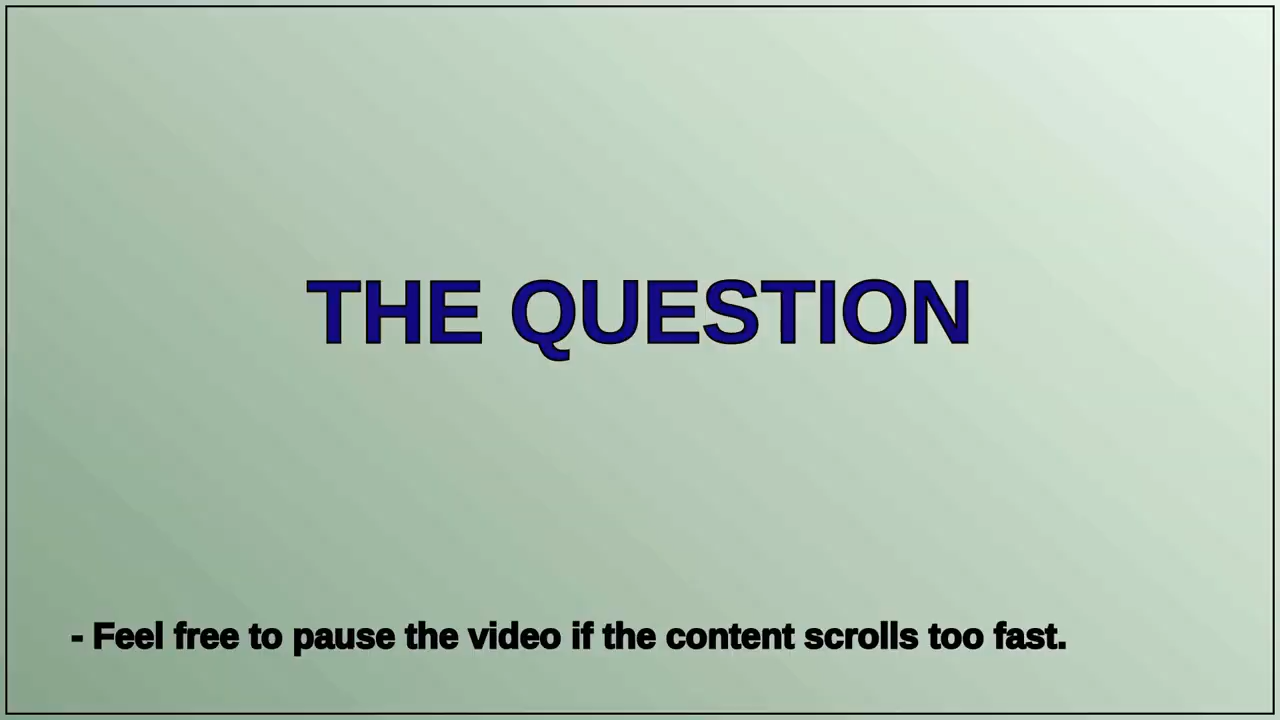 THE QUESTION
- Feel free to pause the video if the content scrolls too fast.